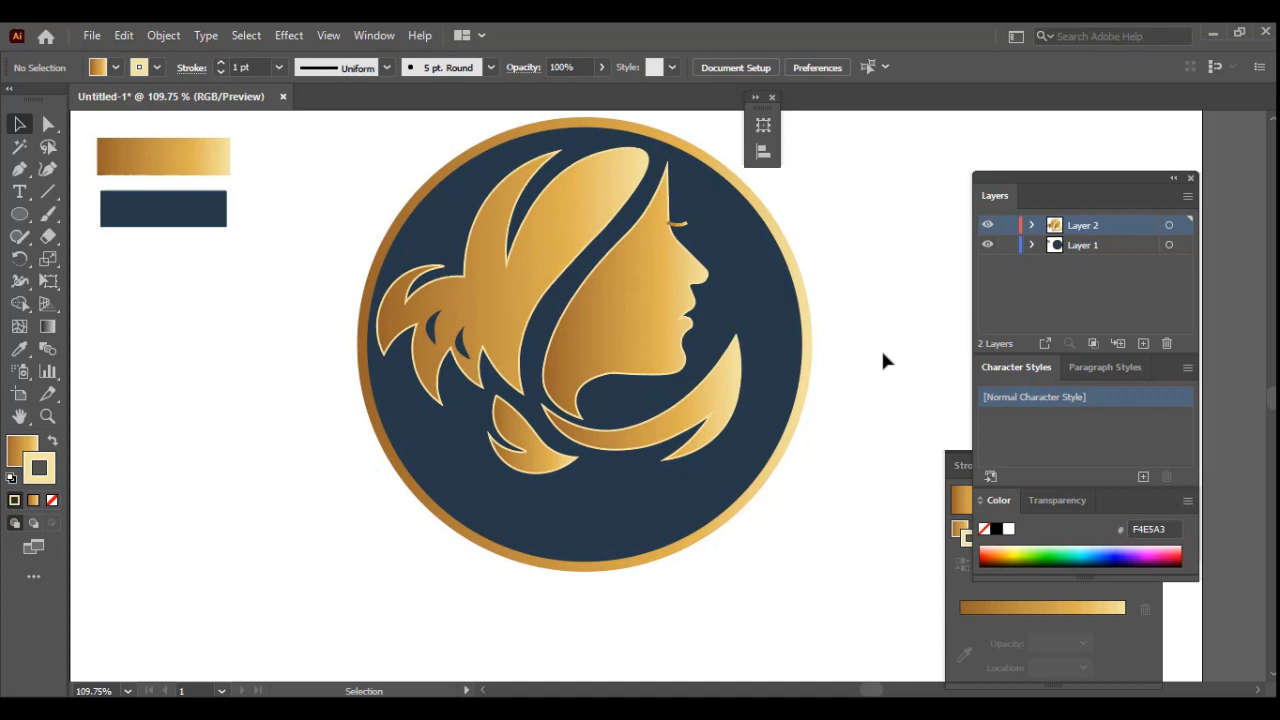 Ai File Edit Object Type Select Effect View Window Help Search Adobe Help
No Selection Stroke: 1 pt Uniform 5 pt. Round Opacity: 100% Style: Document Setup Preferences
Untitled-1* @ 109.75 % (RGB/Preview)
Layers
Layer 2
Layer 1
2 Layers
Character Styles Paragraph Styles
[Normal Character Style]
Stro
Color Transparency
# F4E5A3
Opacity:
Location:
109.75% 1 Selection